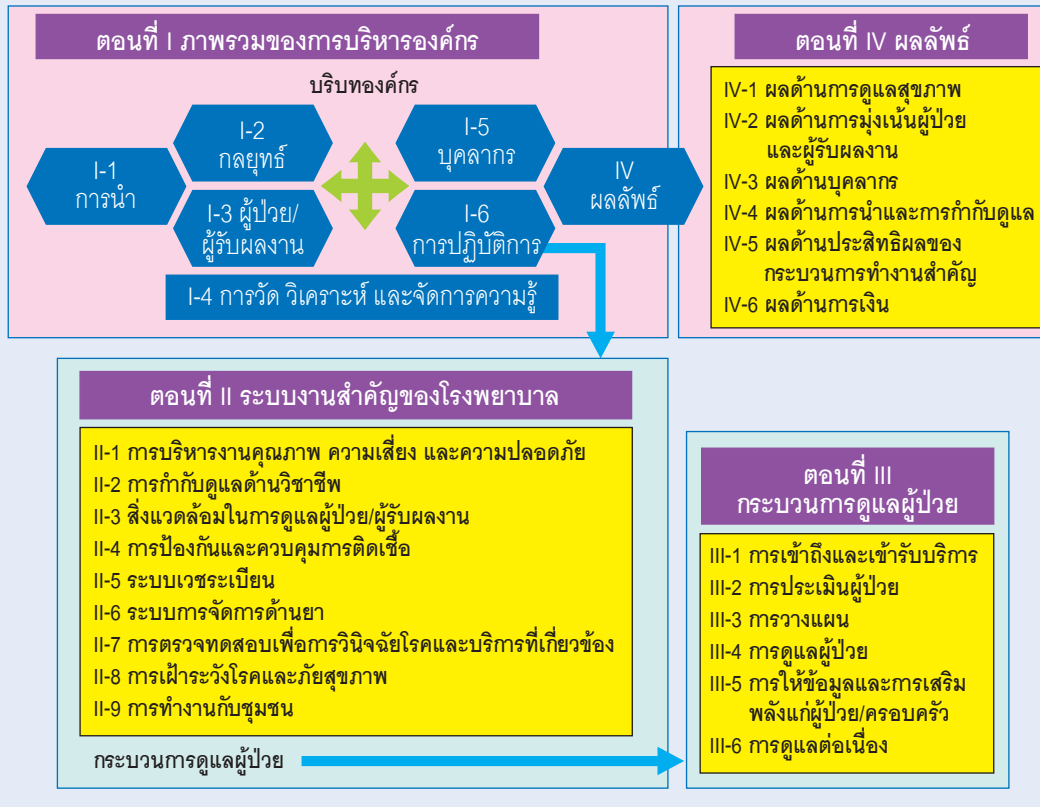 ตอนที่ I ภาพรวมของการบริหารองค์กร
บริบทองค์กร
I-1
การนำ
I-2
กลยุทธ์
I-3 ผู้ป่วย/
ผู้รับผลงาน
I-5
บุคลากร
I-6
การปฏิบัติการ
IV
ผลลัพธ์
I-4 การวัด วิเคราะห์ และจัดการความรู้
ตอนที่ IV ผลลัพธ์
IV-1 ผลด้านการดูแลสุขภาพ
IV-2 ผลด้านการมุ่งเน้นผู้ป่วย
และผู้รับผลงาน
IV-3 ผลด้านบุคลากร
IV-4 ผลด้านการนำและการกำกับดูแล
IV-5 ผลด้านประสิทธิผลของ
กระบวนการทำงานสำคัญ
IV-6 ผลด้านการเงิน
ตอนที่ II ระบบงานสำคัญของโรงพยาบาล
II-1 การบริหารงานคุณภาพ ความเสี่ยง และความปลอดภัย
II-2 การกำกับดูแลด้านวิชาชีพ
II-3 สิ่งแวดล้อมในการดูแลผู้ป่วย/ผู้รับผลงาน
II-4 การป้องกันและควบคุมการติดเชื้อ
II-5 ระบบเวชระเบียน
II-6 ระบบการจัดการด้านยา
II-7 การตรวจทดสอบเพื่อการวินิจฉัยโรคและบริการที่เกี่ยวข้อง
II-8 การเฝ้าระวังโรคและภัยสุขภาพ
II-9 การทำงานกับชุมชน
กระบวนการดูแลผู้ป่วย
ตอนที่ III
กระบวนการดูแลผู้ป่วย
III-1 การเข้าถึงและเข้ารับบริการ
III-2 การประเมินผู้ป่วย
III-3 การวางแผน
III-4 การดูแลผู้ป่วย
III-5 การให้ข้อมูลและการเสริม
พลังแก่ผู้ป่วย/ครอบครัว
III-6 การดูแลต่อเนื่อง